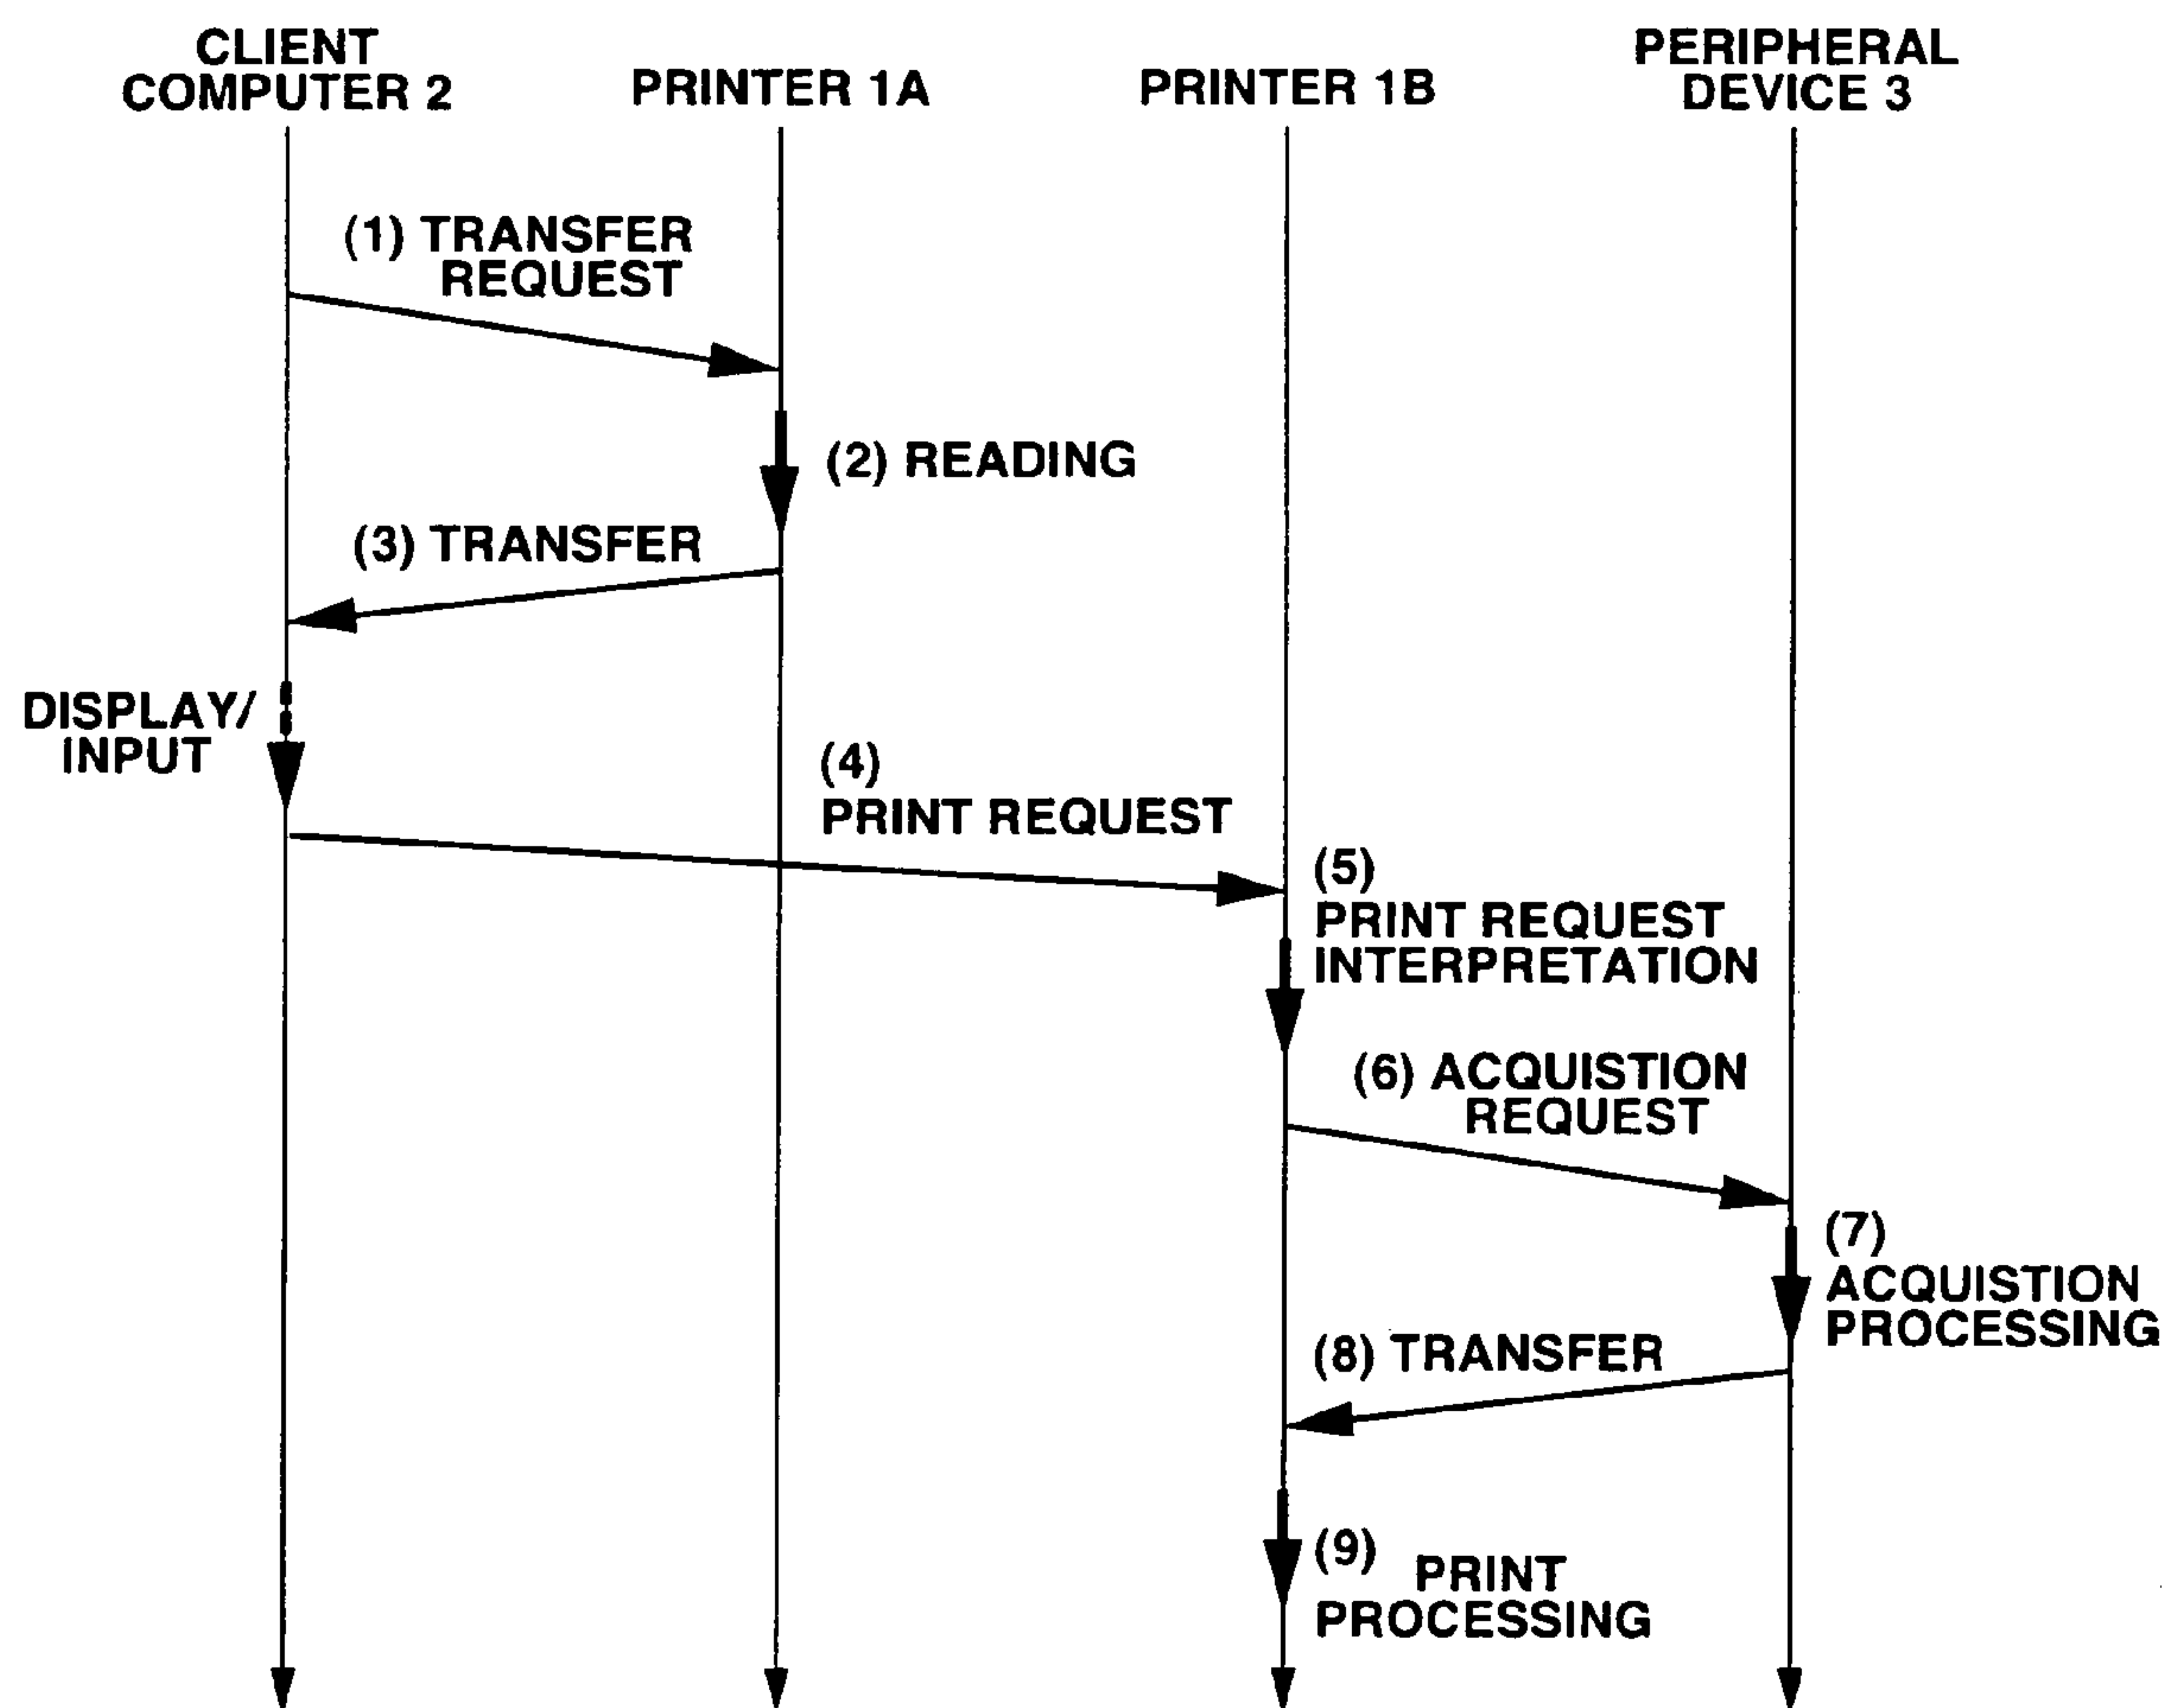 CLIENT
COMPUTER 2
PRINTER 1A
PRINTER 1B
PERIPHERAL
DEVICE 3
(1) TRANSFER
REQUEST
(2) READING
(3) TRANSFER
DISPLAY/
INPUT
(4)
PRINT REQUEST
(5)
PRINT REQUEST
INTERPRETATION
(6) ACQUISTION
REQUEST
(7)
ACQUISTION
PROCESSING
(8) TRANSFER
(9) PRINT
PROCESSING